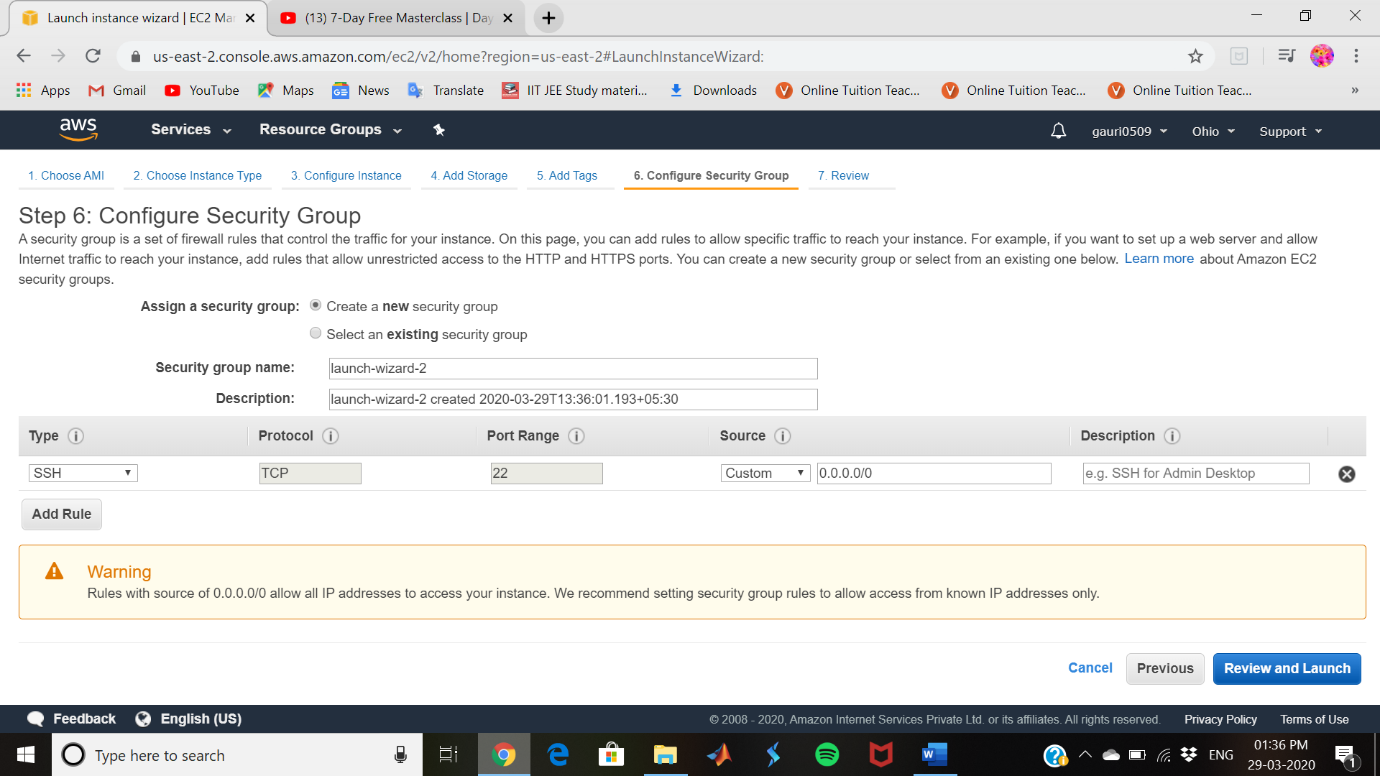 Launch instance wizard | EC2 Mar
(13) 7-Day Free Masterclass | Day
us-east-2.console.aws.amazon.com/ec2/v2/home?region=us-east-2#LaunchInstanceWizard:
Apps Gmail YouTube Maps News Translate IIT JEE Study materi... Downloads Online Tuition Teac... Online Tuition Teac... Online Tuition Teac... »
aws Services Resource Groups gauri0509 Ohio Support
1. Choose AMI 2. Choose Instance Type 3. Configure Instance 4. Add Storage 5. Add Tags 6. Configure Security Group 7. Review
Step 6: Configure Security Group
A security group is a set of firewall rules that control the traffic for your instance. On this page, you can add rules to allow specific traffic to reach your instance. For example, if you want to set up a web server and allow
Internet traffic to reach your instance, add rules that allow unrestricted access to the HTTP and HTTPS ports. You can create a new security group or select from an existing one below. Learn more about Amazon EC2
security groups.
Assign a security group: Create a new security group
Select an existing security group
Security group name: launch-wizard-2
Description: launch-wizard-2 created 2020-03-29T13:36:01.193+05:30
Type i Protocol i Port Range i Source i Description i
SSH TCP 22 Custom 0.0.0.0/0 e.g. SSH for Admin Desktop
Add Rule
Warning
Rules with source of 0.0.0.0/0 allow all IP addresses to access your instance. We recommend setting security group rules to allow access from known IP addresses only.
Cancel Previous Review and Launch
Feedback English (US) © 2008 - 2020, Amazon Internet Services Private Ltd. or its affiliates. All rights reserved. Privacy Policy Terms of Use
Type here to search ENG 01:36 PM
29-03-2020 1